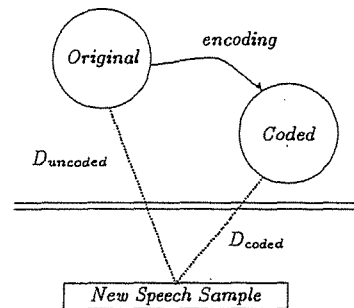 encoding
Original
Coded
D_uncoded
D_coded
New Speech Sample